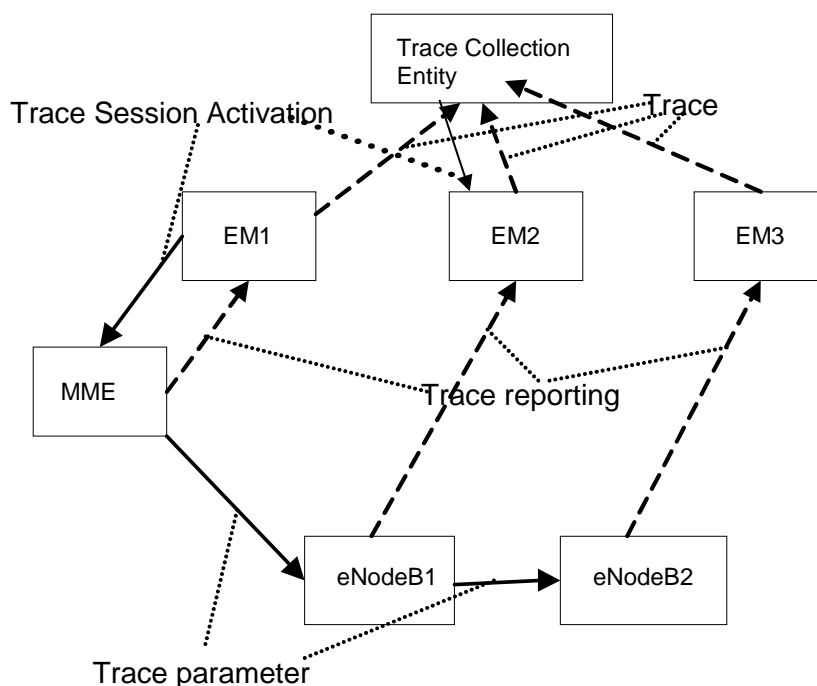 Trace Collection
Entity
Trace Session Activation
Trace
EM1
EM2
EM3
MME
Trace reporting
eNodeB1
eNodeB2
Trace parameter